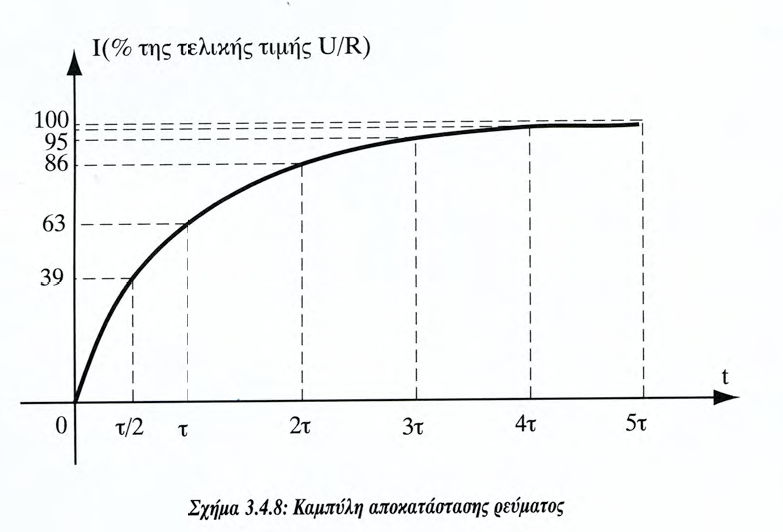 I(% της τελικής τιμής U/R)
100
95
86
63
39
t
0 τ/2 τ 2τ 3τ 4τ 5τ
Σχήμα 3.4.8: Καμπύλη αποκατάστασης ρεύματος